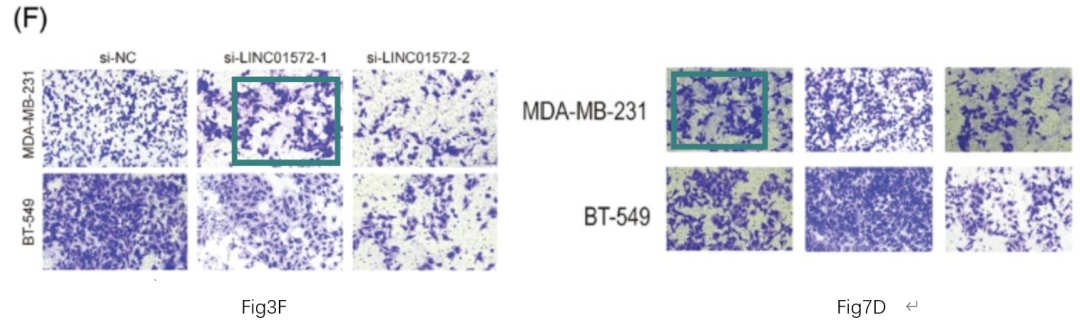 (F)
si-NC si-LINC01572-1 si-LINC01572-2
MDA-MB-231
BT-549
Fig3F
MDA-MB-231
BT-549
Fig7D ↵